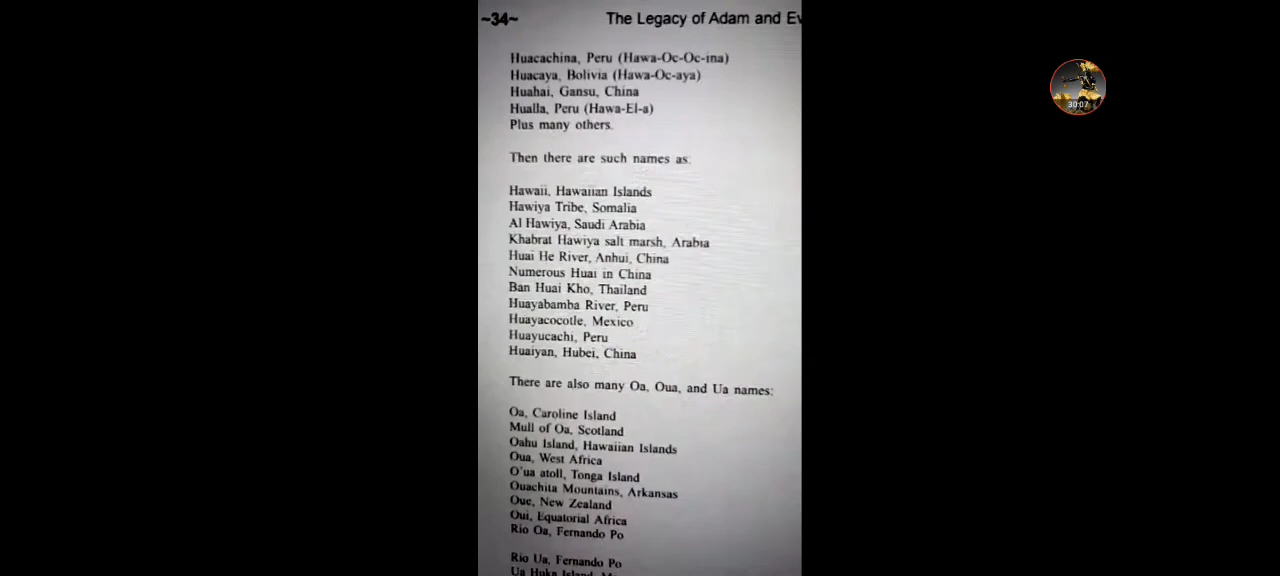 ~34~ The Legacy of Adam and Ev
Huacachina, Peru (Hawa-Oc-Oc-ina)
Huacaya, Bolivia (Hawa-Oc-aya)
Huahai, Gansu, China
Hualla, Peru (Hawa-El-a)
Plus many others.
Then there are such names as:
Hawaii, Hawaiian Islands
Hawiya Tribe, Somalia
Al Hawiya, Saudi Arabia
Khabrat Hawiya salt marsh, Arabia
Huai He River, Anhui, China
Numerous Huai in China
Ban Huai Kho, Thailand
Huayabamba River, Peru
Huayacocotle, Mexico
Huayucachi, Peru
Huaiyan, Hubei, China
There are also many Oa, Oua, and Ua names:
Oa, Caroline Island
Mull of Oa, Scotland
Oahu Island, Hawaiian Islands
Oua, West Africa
O'ua atoll, Tonga Island
Ouachita Mountains, Arkansas
Oue, New Zealand
Oui, Equatorial Africa
Rio Oa, Fernando Po
Rio Ua, Fernando Po
Ua Huka Island,
30:07